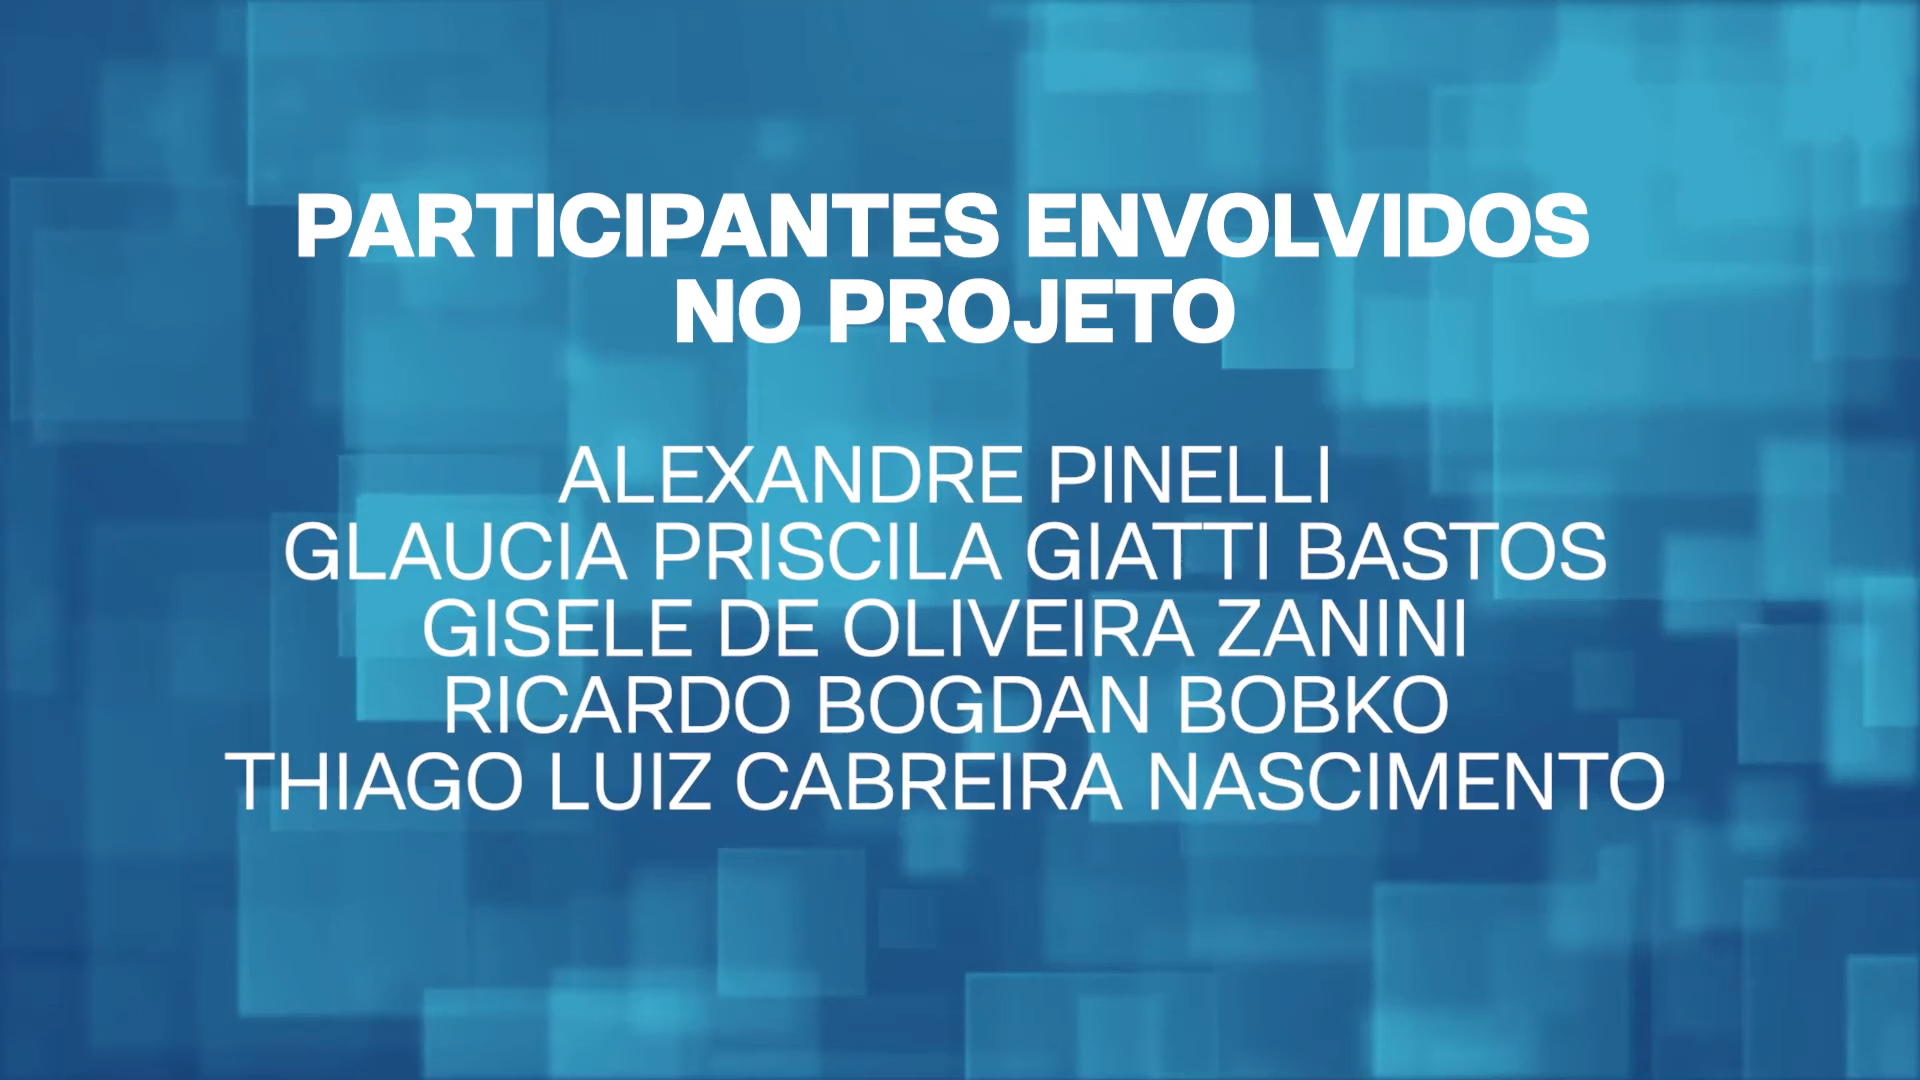 PARTICIPANTES ENVOLVIDOS
NO PROJETO
ALEXANDRE PINELLI
GLAUCIA PRISCILA GIATTI BASTOS
GISELE DE OLIVEIRA ZANINI
RICARDO BOGDAN BOBKO
THIAGO LUIZ CABREIRA NASCIMENTO